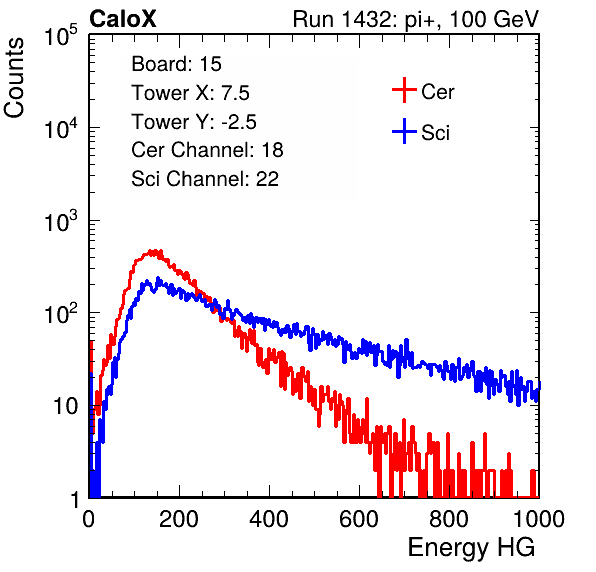 CaloX Run 1432: pi+, 100 GeV
Counts
Board: 15
Tower X: 7.5
Tower Y: -2.5
Cer Channel: 18
Sci Channel: 22
Cer
Sci
10^5
10^4
10^3
10^2
10
1
0 200 400 600 800 1000
Energy HG